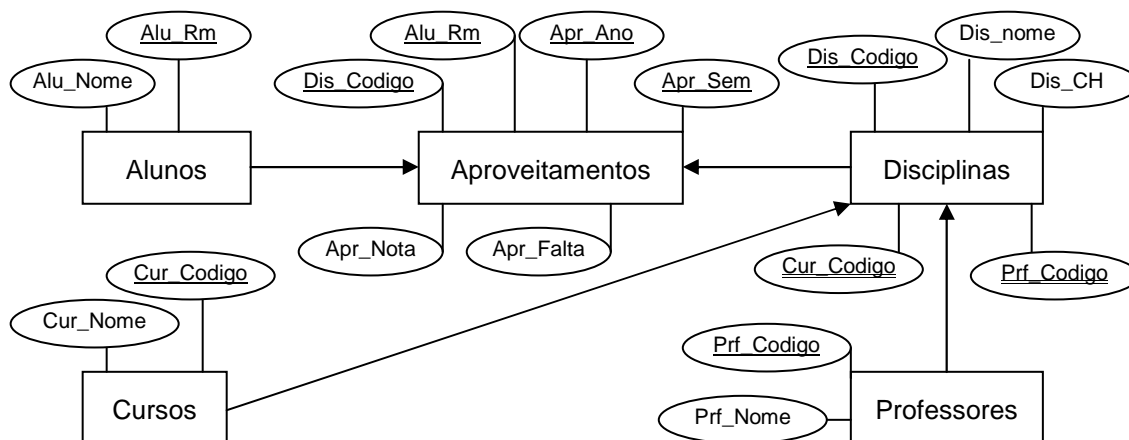 Alu_Rm
Alu_Nome
Alunos
Alu_Rm
Apr_Ano
Dis_Codigo
Apr_Sem
Aproveitamentos
Apr_Nota
Apr_Falta
Dis_nome
Dis_Codigo
Dis_CH
Disciplinas
Cur_Codigo
Prf_Codigo
Cur_Codigo
Cur_Nome
Cursos
Prf_Codigo
Prf_Nome
Professores